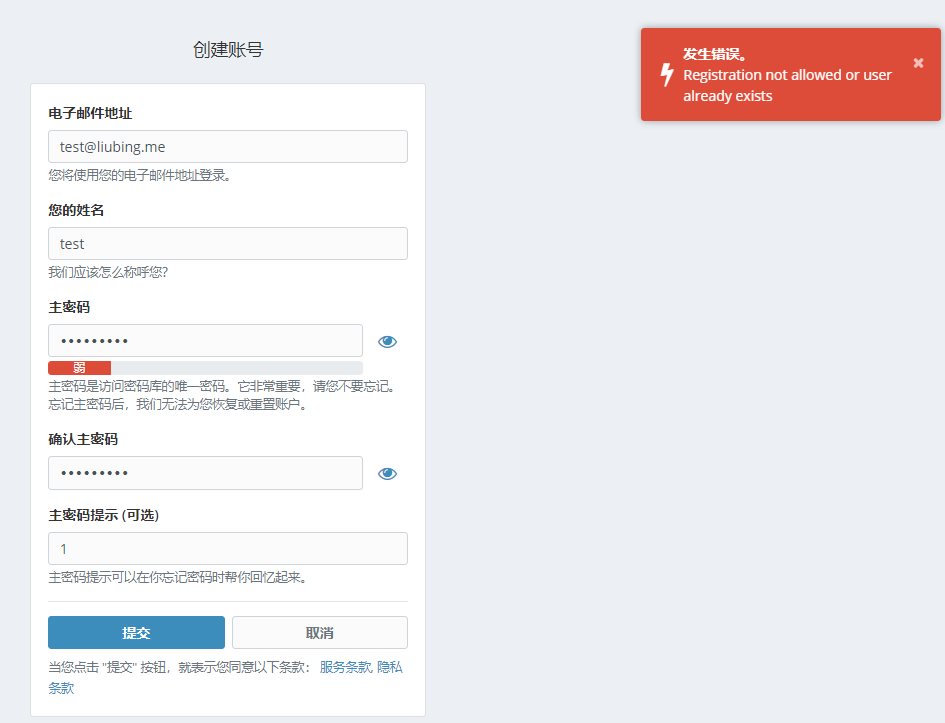 创建账号
发生错误。
Registration not allowed or user
already exists
电子邮件地址
test@liubing.me
您将使用您的电子邮件地址登录。
您的姓名
test
我们应该怎么称呼您?
主密码
•••••••••
弱
主密码是访问密码库的唯一密码。它非常重要，请您不要忘记。
忘记主密码后，我们无法为您恢复或重置账户。
确认主密码
•••••••••
主密码提示 (可选)
1
主密码提示可以在你忘记密码时帮你回忆起来。
提交
取消
当您点击 "提交" 按钮，就表示您同意以下条款： 服务条款, 隐私
条款